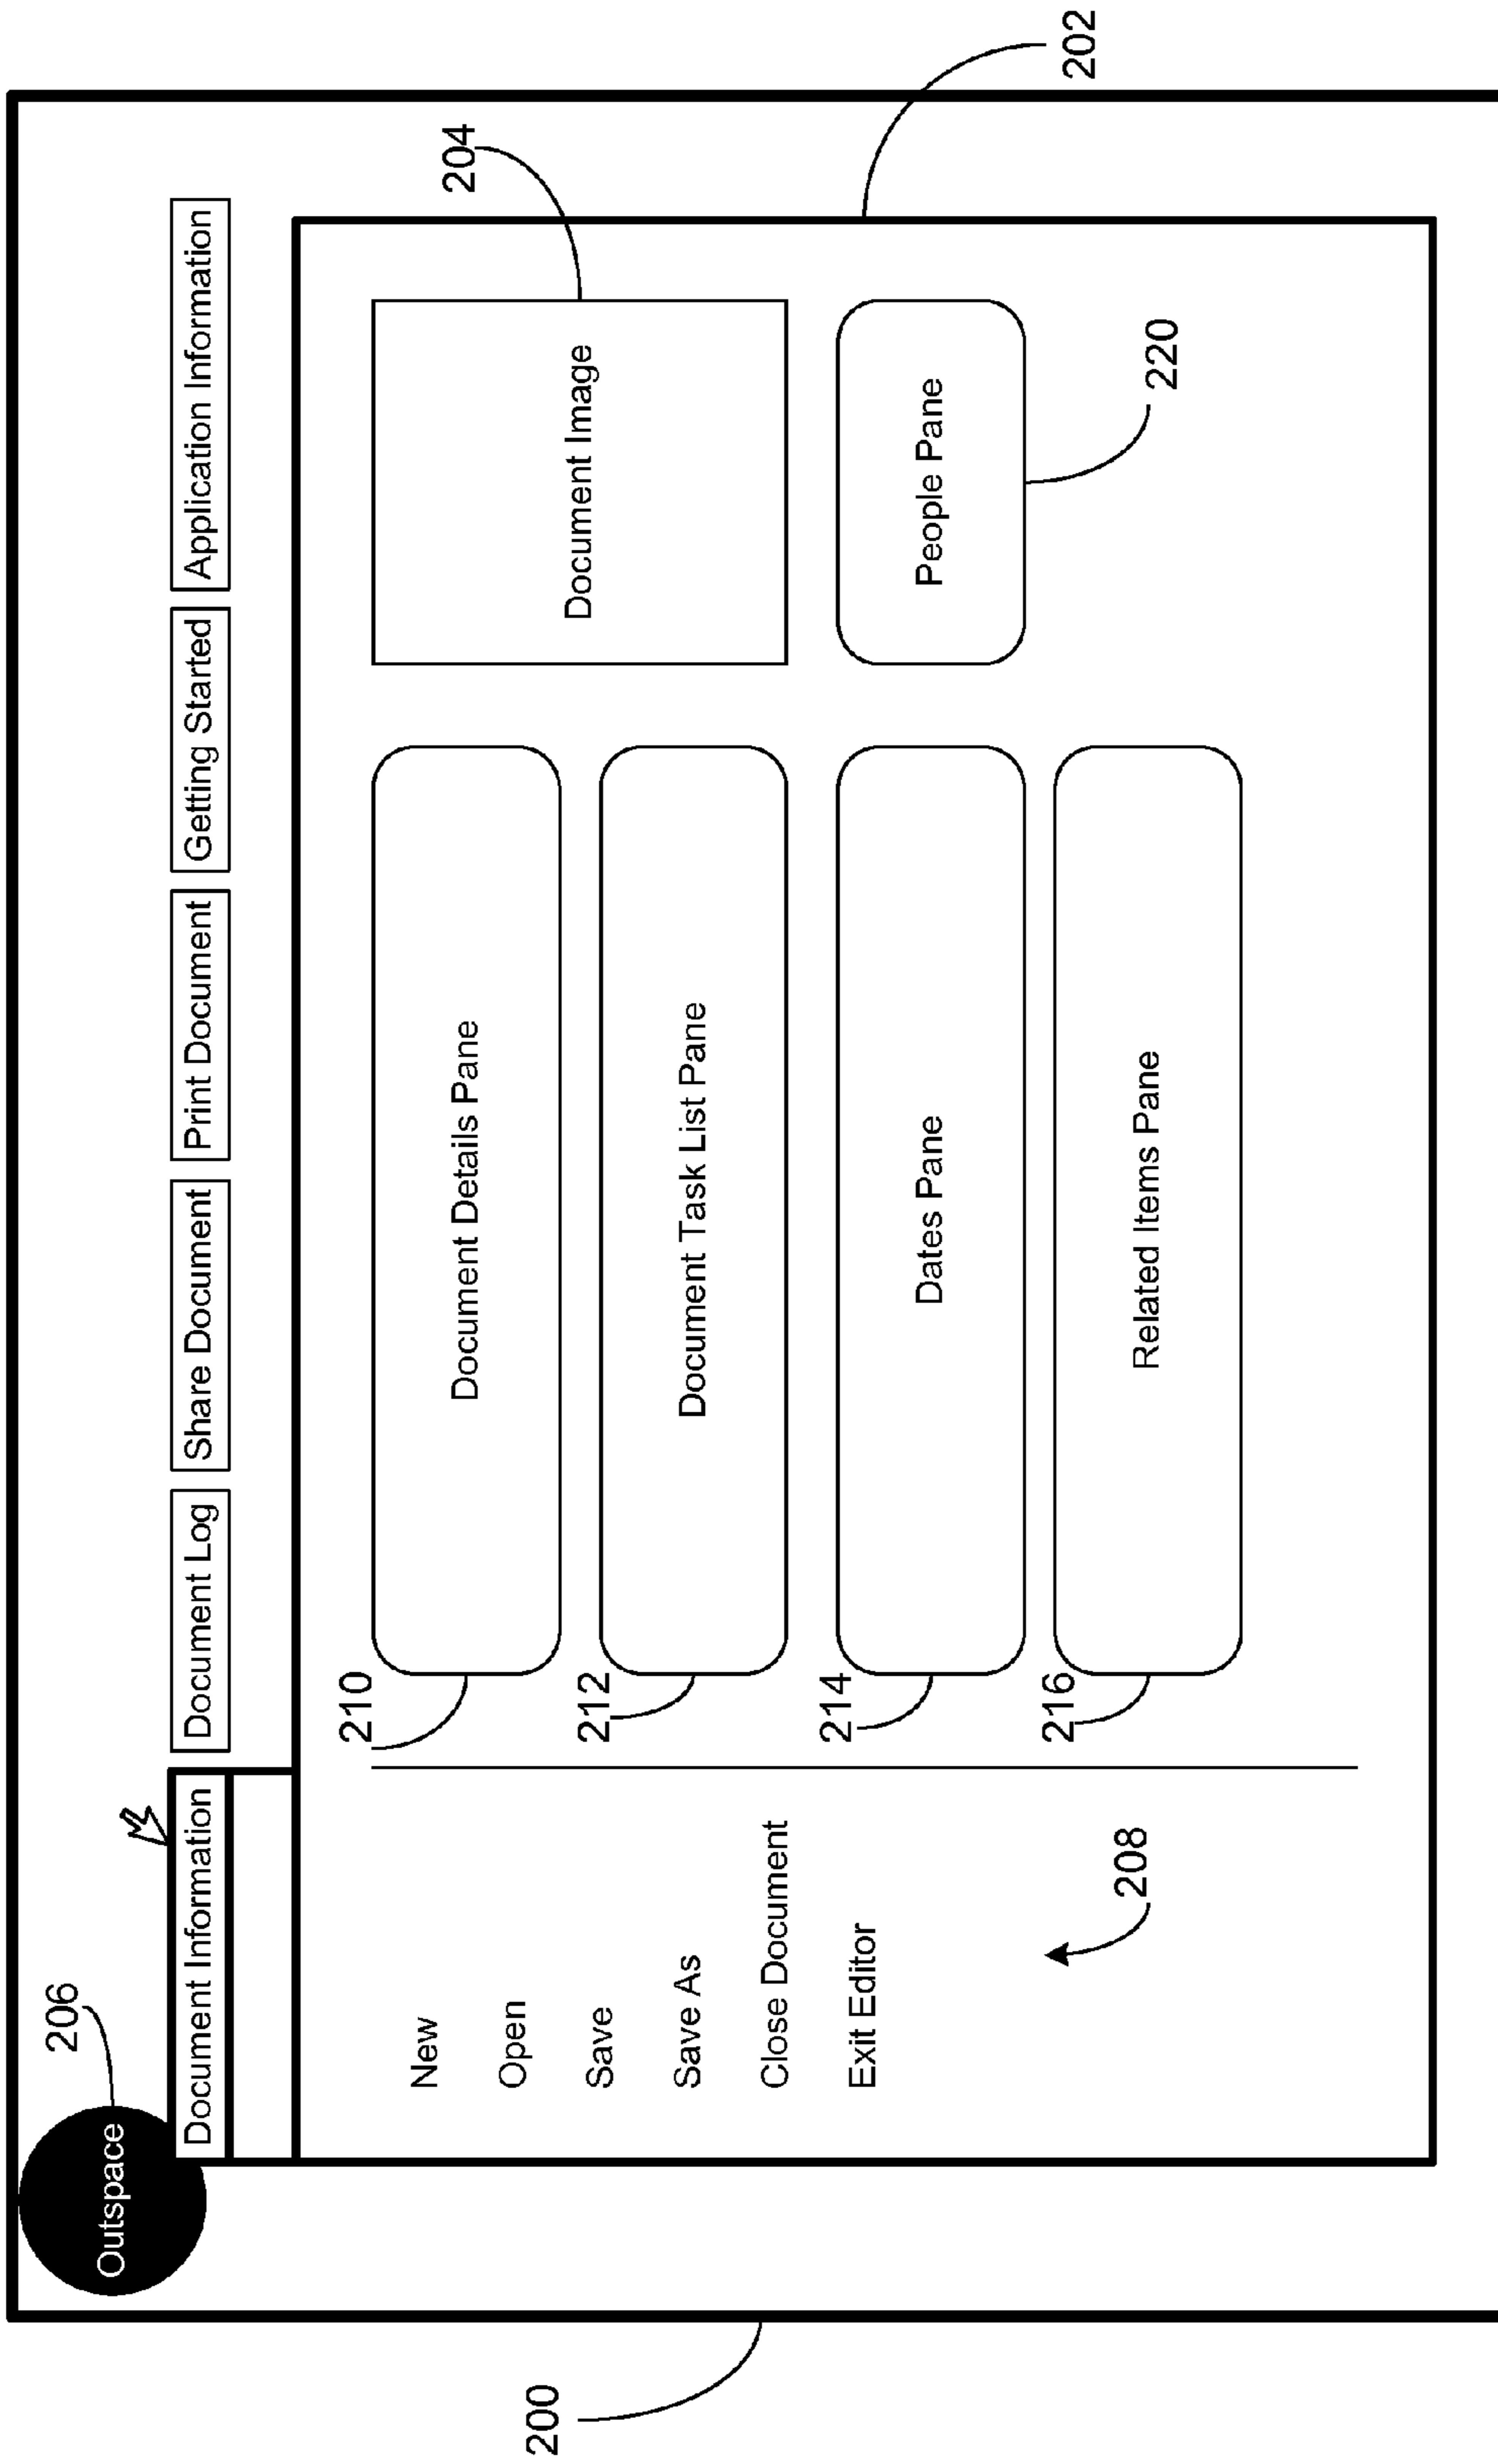 206
Outspace
Document Information
Document Log
Share Document
Print Document
Getting Started
Application Information
204
202
200
New
Open
Save
Save As
Close Document
Exit Editor
208
210
Document Details Pane
212
Document Task List Pane
214
Dates Pane
216
Related Items Pane
Document Image
People Pane
220